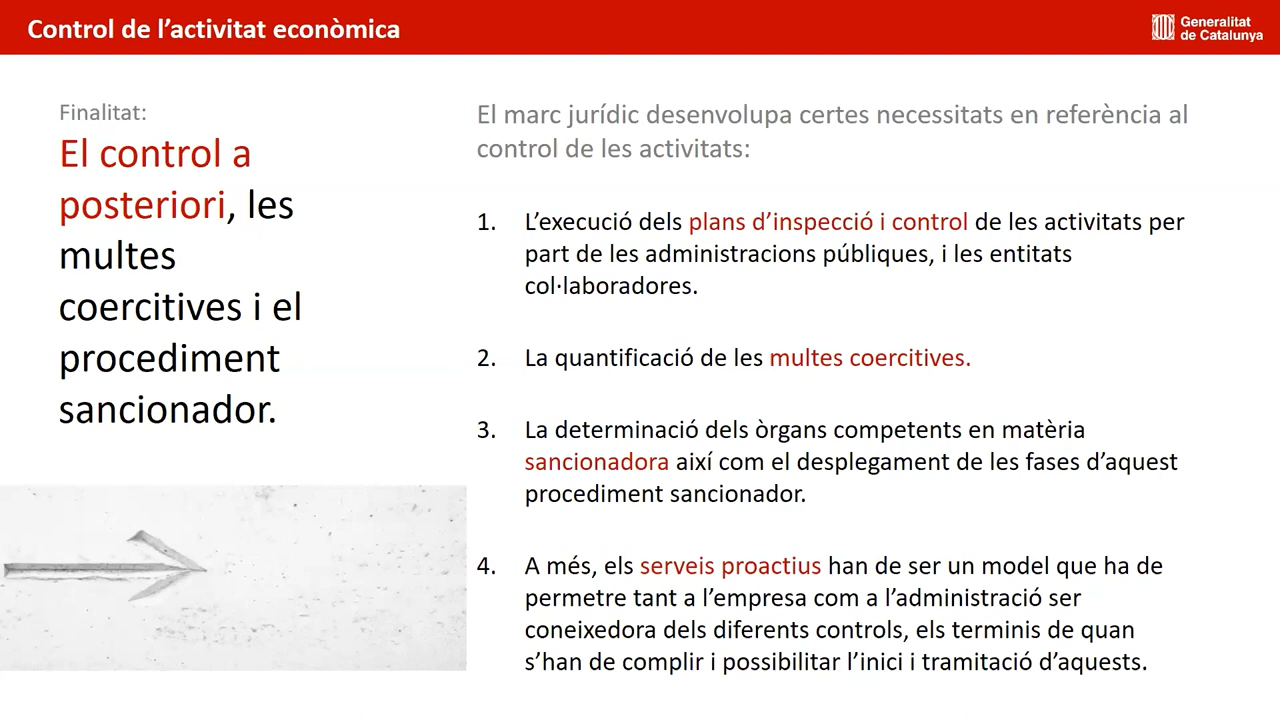 Control de l’activitat econòmica
Generalitat
de Catalunya
Finalitat:
El control a
posteriori, les
multes
coercitives i el
procediment
sancionador.
El marc jurídic desenvolupa certes necessitats en referència al
control de les activitats:
1. L’execució dels plans d’inspecció i control de les activitats per
part de les administracions públiques, i les entitats
col·laboradores.
2. La quantificació de les multes coercitives.
3. La determinació dels òrgans competents en matèria
sancionadora així com el desplegament de les fases d’aquest
procediment sancionador.
4. A més, els serveis proactius han de ser un model que ha de
permetre tant a l’empresa com a l’administració ser
coneixedora dels diferents controls, els terminis de quan
s’han de complir i possibilitar l’inici i tramitació d’aquests.